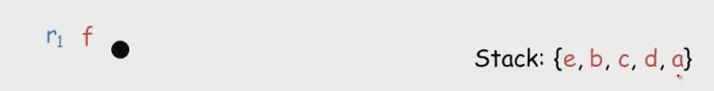 r₁ f
Stack: {e, b, c, d, a}